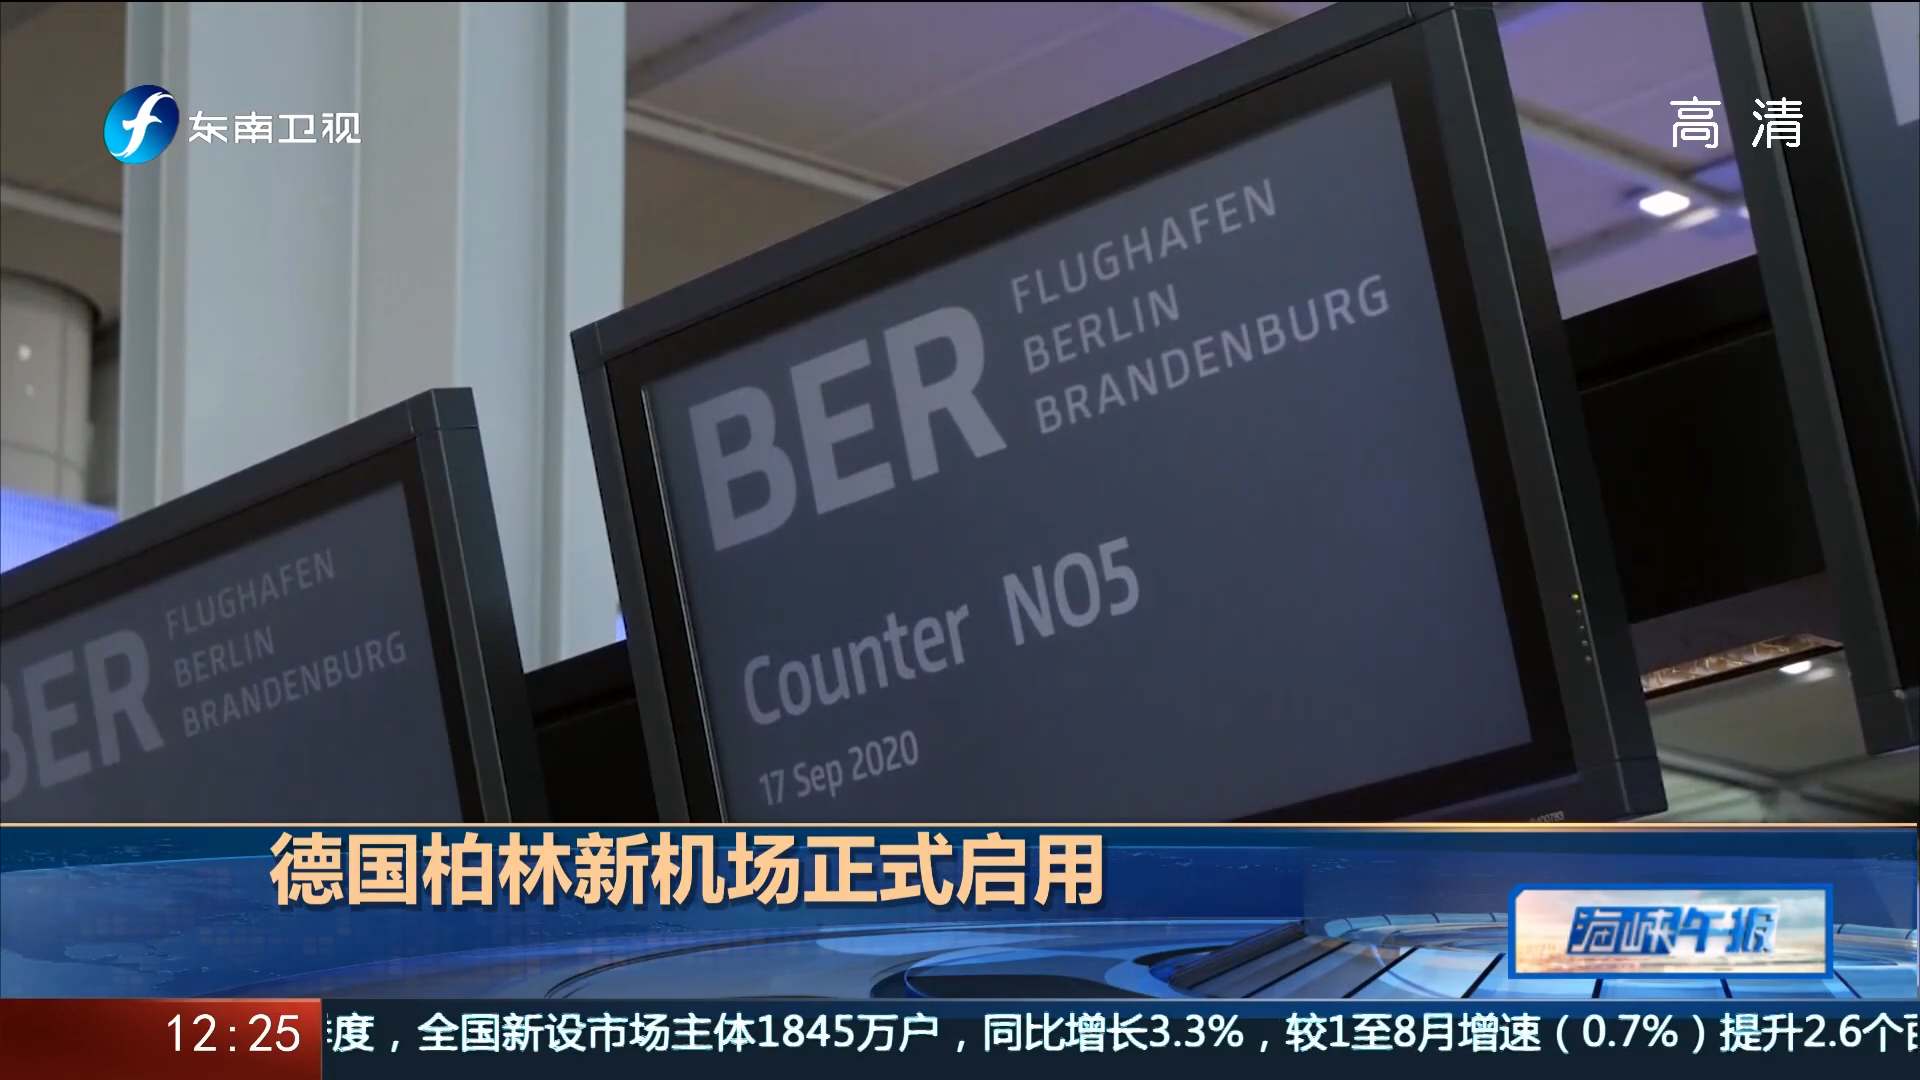 东南卫视
高 清
BER
FLUGHAFEN
BERLIN
BRANDENBURG
Counter NO5
17 Sep 2020
BER
FLUGHAFEN
BERLIN
BRANDENBURG
德国柏林新机场正式启用
海峡午报
12:25
度，全国新设市场主体1845万户，同比增长3.3%，较1至8月增速（0.7%）提升2.6个